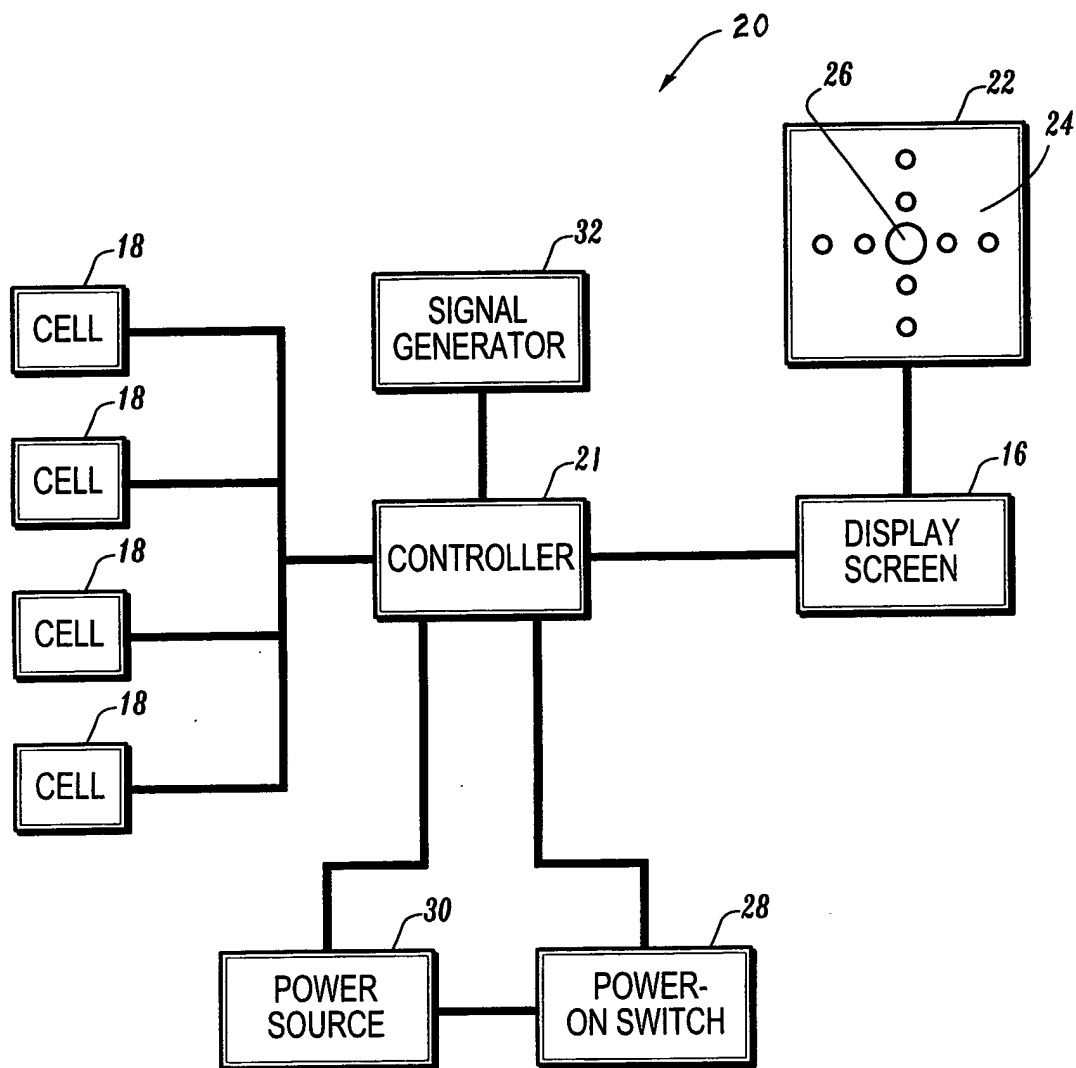 20
26
22
24
18
CELL
32
SIGNAL
GENERATOR
18
CELL
21
CONTROLLER
16
DISPLAY
SCREEN
18
CELL
18
CELL
30
POWER
SOURCE
28
POWER-
ON SWITCH